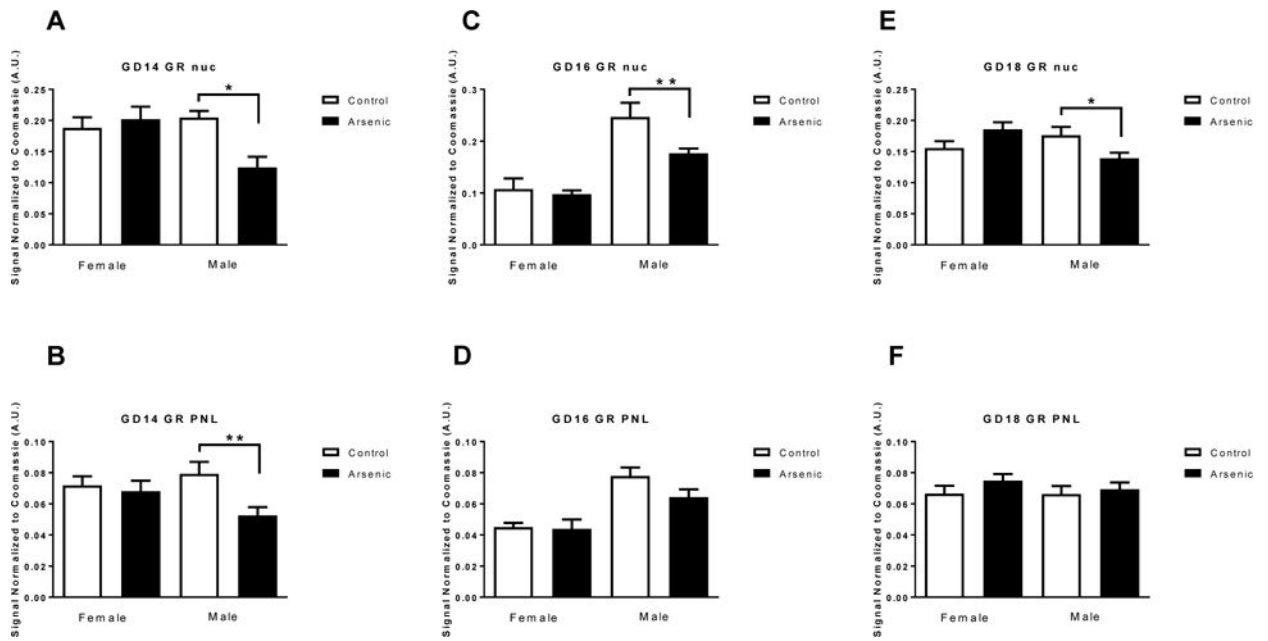 A
GD14 GR nuc
Signal Normalized to Coomassie (A.U.)
0.25
0.20
0.15
0.10
0.05
0.00
*
Female
Male
Control
Arsenic
C
GD16 GR nuc
Signal Normalized to Coomassie (A.U.)
0.3
0.2
0.1
0.0
**
Female
Male
Control
Arsenic
E
GD18 GR nuc
Signal Normalized to Coomassie (A.U.)
0.25
0.20
0.15
0.10
0.05
0.00
*
Female
Male
Control
Arsenic
B
GD14 GR PNL
Signal Normalized to Coomassie (A.U.)
0.10
0.08
0.06
0.04
0.02
0.00
**
Female
Male
Control
Arsenic
D
GD16 GR PNL
Signal Normalized to Coomassie (A.U.)
0.10
0.08
0.06
0.04
0.02
0.00
Female
Male
Control
Arsenic
F
GD18 GR PNL
Signal Normalized to Coomassie (A.U.)
0.10
0.08
0.06
0.04
0.02
0.00
Female
Male
Control
Arsenic